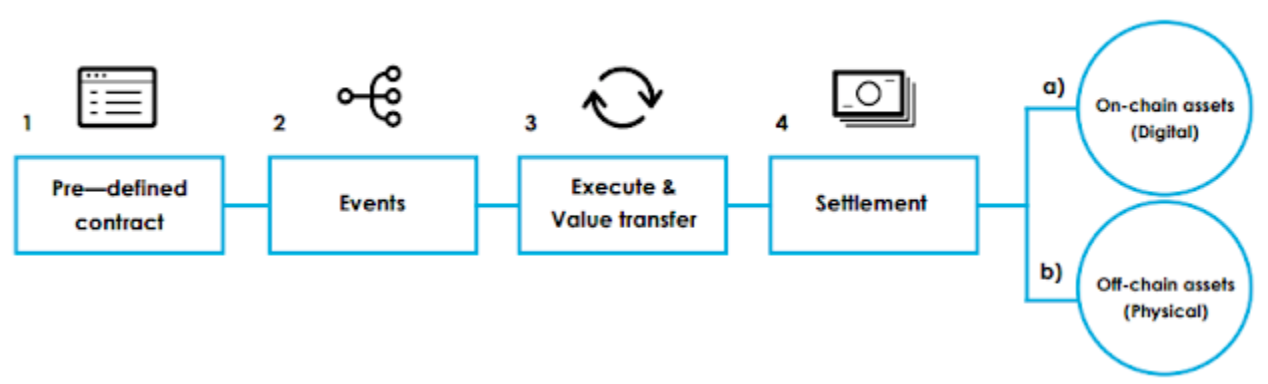 1
Pre—defined
contract
2
Events
3
Execute &
Value transfer
4
Settlement
a)
On-chain assets
(Digital)
b)
Off-chain assets
(Physical)